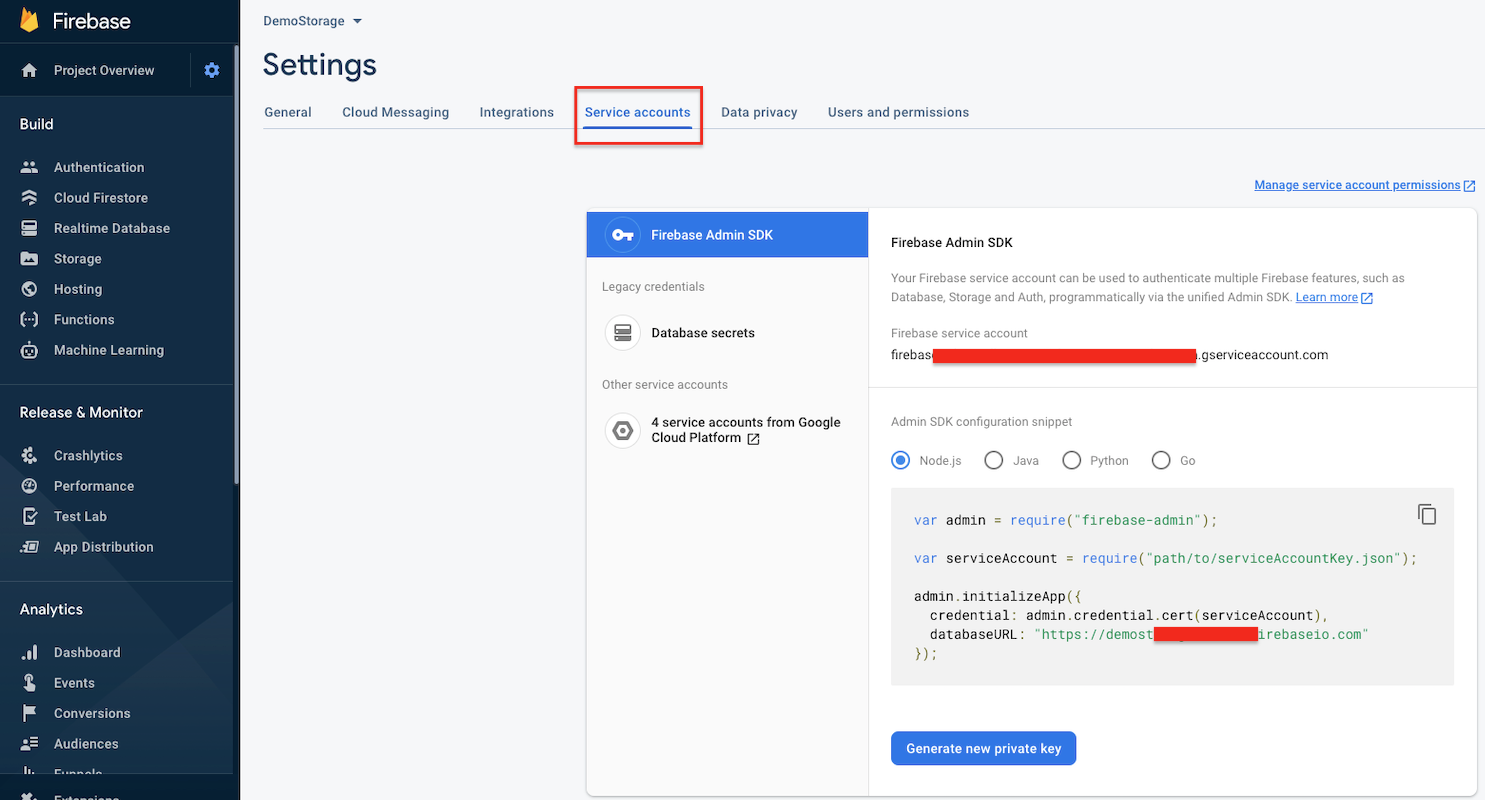 Firebase
Project Overview
Build
Authentication
Cloud Firestore
Realtime Database
Storage
Hosting
Functions
Machine Learning
Release & Monitor
Crashlytics
Performance
Test Lab
App Distribution
Analytics
Dashboard
Events
Conversions
Audiences
Funnels
Extensions
DemoStorage
Settings
General Cloud Messaging Integrations Service accounts Data privacy Users and permissions
Manage service account permissions
Firebase Admin SDK
Legacy credentials
Database secrets
Other service accounts
4 service accounts from Google
Cloud Platform
Firebase Admin SDK
Your Firebase service account can be used to authenticate multiple Firebase features, such as
Database, Storage and Auth, programmatically via the unified Admin SDK. Learn more
Firebase service account
firebas .gserviceaccount.com
Admin SDK configuration snippet
Node.js Java Python Go
var admin = require("firebase-admin");
var serviceAccount = require("path/to/serviceAccountKey.json");
admin.initializeApp({
credential: admin.credential.cert(serviceAccount),
databaseURL: "https://demost irebaseio.com"
});
Generate new private key